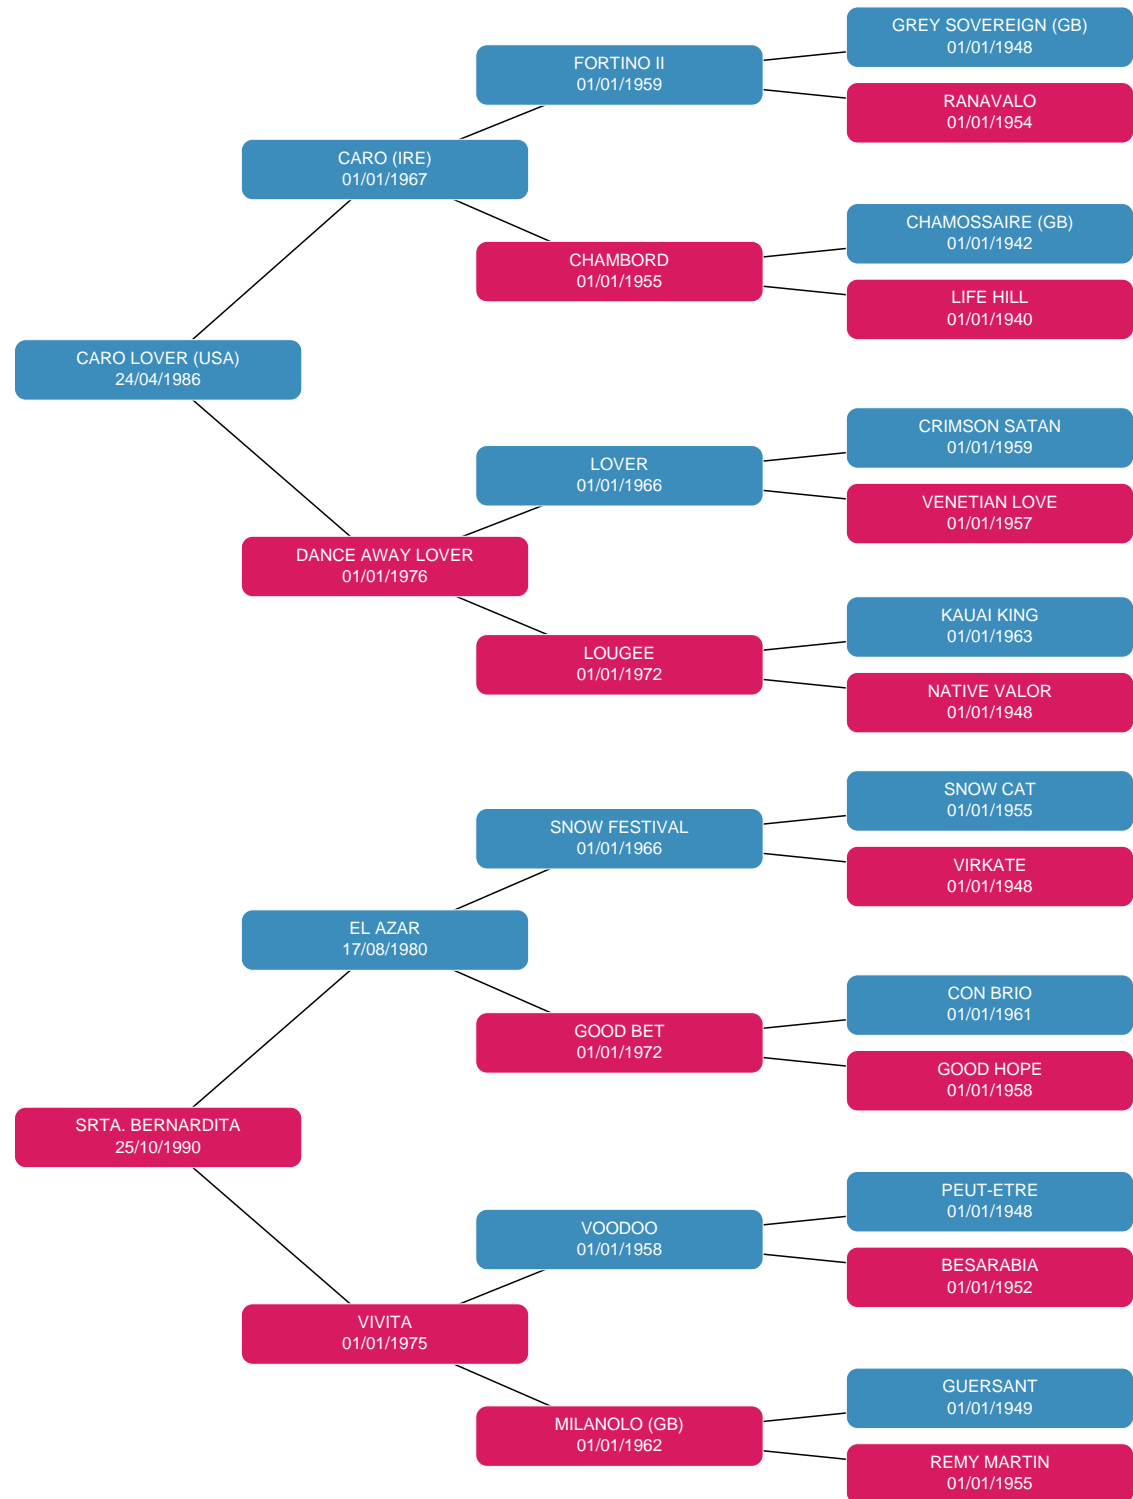 GREY SOVEREIGN (GB)
01/01/1948
FORTINO II
01/01/1959
RANAVALO
01/01/1954
CARO (IRE)
01/01/1967
CHAMOSSAIRE (GB)
01/01/1942
CHAMBORD
01/01/1955
LIFE HILL
01/01/1940
CARO LOVER (USA)
24/04/1986
CRIMSON SATAN
01/01/1959
LOVER
01/01/1966
VENETIAN LOVE
01/01/1957
DANCE AWAY LOVER
01/01/1976
KAUAI KING
01/01/1963
LOUGEE
01/01/1972
NATIVE VALOR
01/01/1948
SNOW CAT
01/01/1955
SNOW FESTIVAL
01/01/1966
VIRKATE
01/01/1948
EL AZAR
17/08/1980
CON BRIO
01/01/1961
GOOD BET
01/01/1972
GOOD HOPE
01/01/1958
SRTA. BERNARDITA
25/10/1990
PEUT-ETRE
01/01/1948
VOODOO
01/01/1958
BESARABIA
01/01/1952
VIVITA
01/01/1975
GUERSANT
01/01/1949
MILANOLO (GB)
01/01/1962
REMY MARTIN
01/01/1955